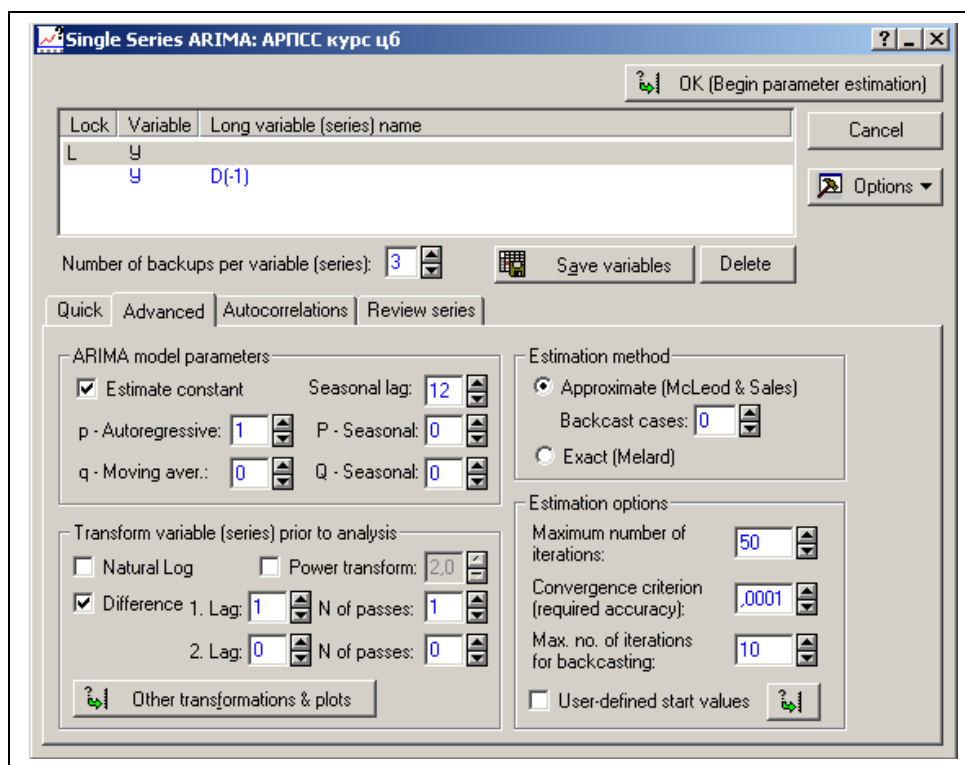 Single Series ARIMA: АРПСС курс цб
OK (Begin parameter estimation)
Lock Variable Long variable (series) name
L y
y D(-1)
Cancel
Options
Number of backups per variable (series): 3
Save variables
Delete
Quick Advanced Autocorrelations Review series
ARIMA model parameters
Estimate constant Seasonal lag: 12
p - Autoregressive: 1 P - Seasonal: 0
q - Moving aver.: 0 Q - Seasonal: 0
Estimation method
Approximate (McLeod & Sales)
Backcast cases: 0
Exact (Melard)
Transform variable (series) prior to analysis
Natural Log Power transform: 2,0
Difference 1. Lag: 1 N of passes: 1
2. Lag: 0 N of passes: 0
Other transformations & plots
Estimation options
Maximum number of
iterations: 50
Convergence criterion
(required accuracy): ,0001
Max. no. of iterations
for backcasting: 10
User-defined start values